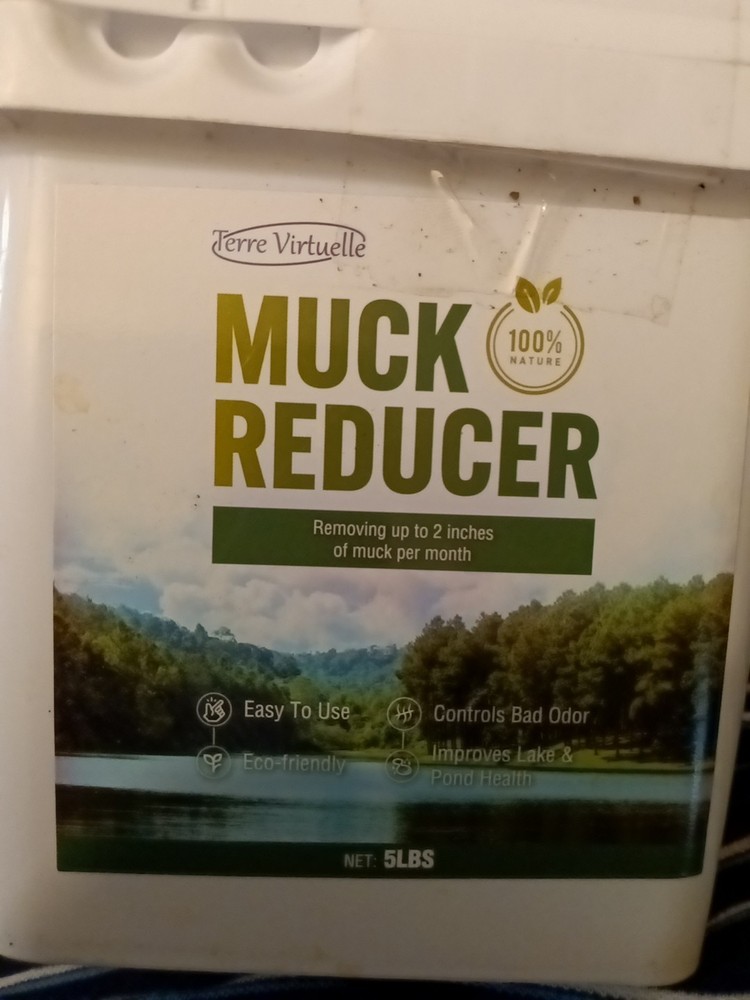 Terre Virtuelle
MUCK
100%
NATURE
REDUCER
Removing up to 2 inches
of muck per month
Easy To Use
Controls Bad Odor
Eco-friendly
Improves Lake &
Pond Health
NET: 5LBS